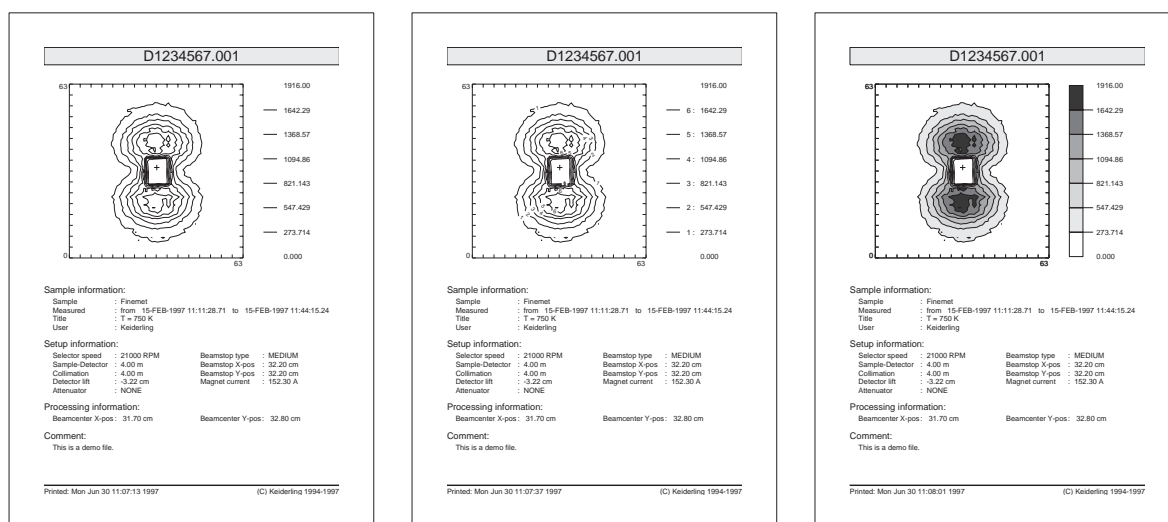 D1234567.001
63
0
63
1916.00
1642.29
1368.57
1094.86
821.143
547.429
273.714
0.000
Sample information:
Sample : Finemet
Measured : from 15-FEB-1997 11:11:28.71 to 15-FEB-1997 11:44:15.24
Title : T = 750 K
User : Keiderling
Setup information:
Selector speed : 21000 RPM Beamstop type : MEDIUM
Sample-Detector : 4.00 m Beamstop X-pos : 32.20 cm
Collimation : 4.00 m Beamstop Y-pos : 32.20 cm
Detector lift : -3.22 cm Magnet current : 152.30 A
Attenuator : NONE
Processing information:
Beamcenter X-pos : 31.70 cm Beamcenter Y-pos : 32.80 cm
Comment:
This is a demo file.
Printed: Mon Jun 30 11:07:13 1997 (C) Keiderling 1994-1997
D1234567.001
63
0
63
1916.00
6 : 1642.29
5 : 1368.57
4 : 1094.86
3 : 821.143
2 : 547.429
1 : 273.714
0.000
Sample information:
Sample : Finemet
Measured : from 15-FEB-1997 11:11:28.71 to 15-FEB-1997 11:44:15.24
Title : T = 750 K
User : Keiderling
Setup information:
Selector speed : 21000 RPM Beamstop type : MEDIUM
Sample-Detector : 4.00 m Beamstop X-pos : 32.20 cm
Collimation : 4.00 m Beamstop Y-pos : 32.20 cm
Detector lift : -3.22 cm Magnet current : 152.30 A
Attenuator : NONE
Processing information:
Beamcenter X-pos : 31.70 cm Beamcenter Y-pos : 32.80 cm
Comment:
This is a demo file.
Printed: Mon Jun 30 11:07:37 1997 (C) Keiderling 1994-1997
D1234567.001
63
0
63
1916.00
1642.29
1368.57
1094.86
821.143
547.429
273.714
0.000
Sample information:
Sample : Finemet
Measured : from 15-FEB-1997 11:11:28.71 to 15-FEB-1997 11:44:15.24
Title : T = 750 K
User : Keiderling
Setup information:
Selector speed : 21000 RPM Beamstop type : MEDIUM
Sample-Detector : 4.00 m Beamstop X-pos : 32.20 cm
Collimation : 4.00 m Beamstop Y-pos : 32.20 cm
Detector lift : -3.22 cm Magnet current : 152.30 A
Attenuator : NONE
Processing information:
Beamcenter X-pos : 31.70 cm Beamcenter Y-pos : 32.80 cm
Comment:
This is a demo file.
Printed: Mon Jun 30 11:08:01 1997 (C) Keiderling 1994-1997